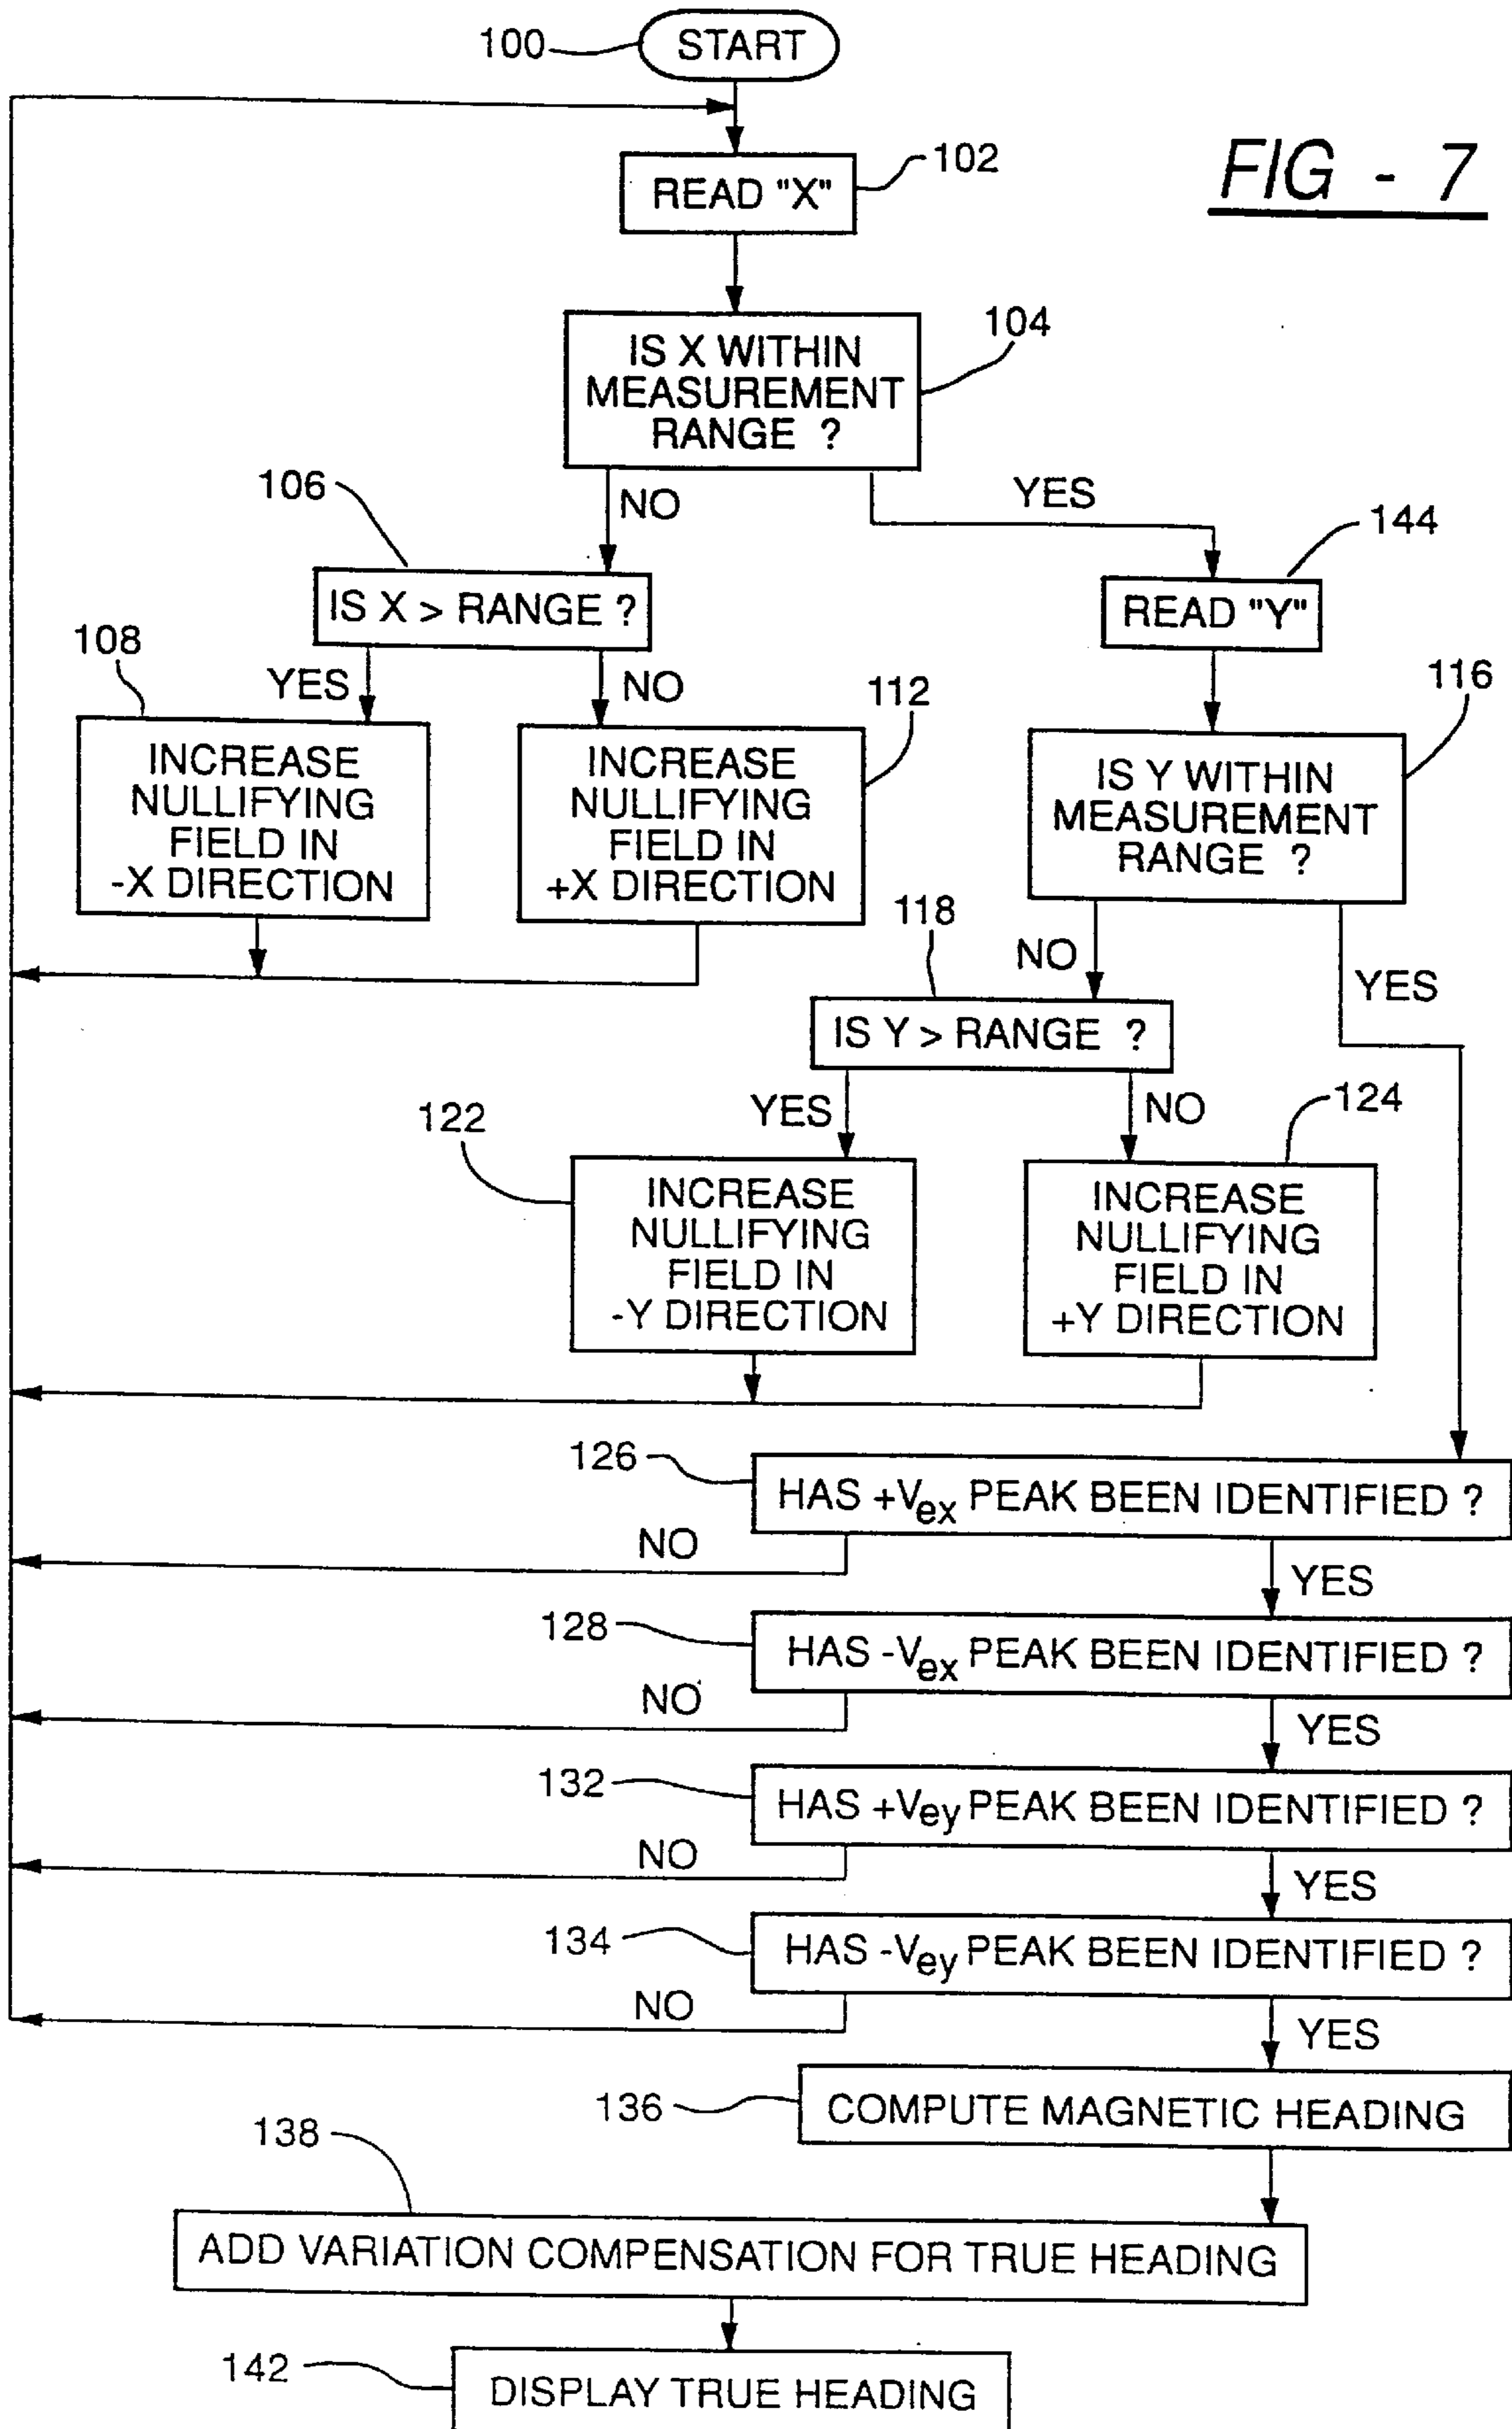 100
START
FIG - 7
READ "X"
102
IS X WITHIN
MEASUREMENT
RANGE ?
104
NO
YES
106
IS X > RANGE ?
144
READ "Y"
108
YES
NO
112
116
INCREASE
NULLIFYING
FIELD IN
-X DIRECTION
INCREASE
NULLIFYING
FIELD IN
+X DIRECTION
IS Y WITHIN
MEASUREMENT
RANGE ?
118
NO
YES
IS Y > RANGE ?
YES
NO
122
124
INCREASE
NULLIFYING
FIELD IN
-Y DIRECTION
INCREASE
NULLIFYING
FIELD IN
+Y DIRECTION
126
HAS +Vex PEAK BEEN IDENTIFIED ?
NO
YES
128
HAS -Vex PEAK BEEN IDENTIFIED ?
NO
YES
132
HAS +Vey PEAK BEEN IDENTIFIED ?
NO
YES
134
HAS -Vey PEAK BEEN IDENTIFIED ?
NO
YES
136
COMPUTE MAGNETIC HEADING
138
ADD VARIATION COMPENSATION FOR TRUE HEADING
142
DISPLAY TRUE HEADING